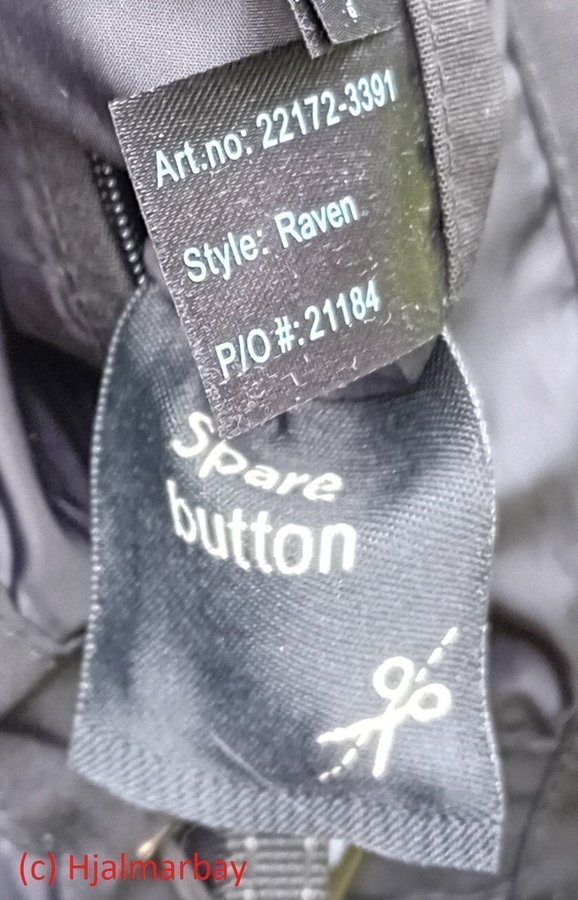 Art.no: 22172-3391
Style: Raven
P/O #: 21184
Spare
button
(c) Hjalmarbay